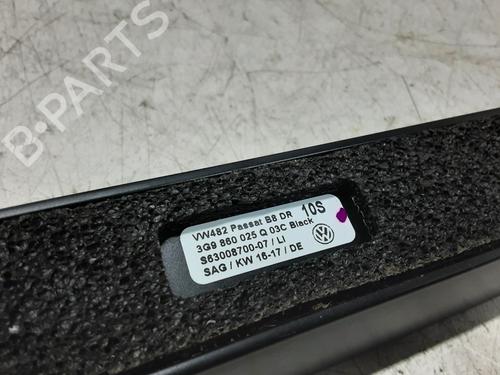 B-PARTS
VW482 Passat B8 DR 10S
3G9 860 025 Q 03C Black
S63008700-07 / LI
SAG / KW 16-17 / DE
B-PARTS